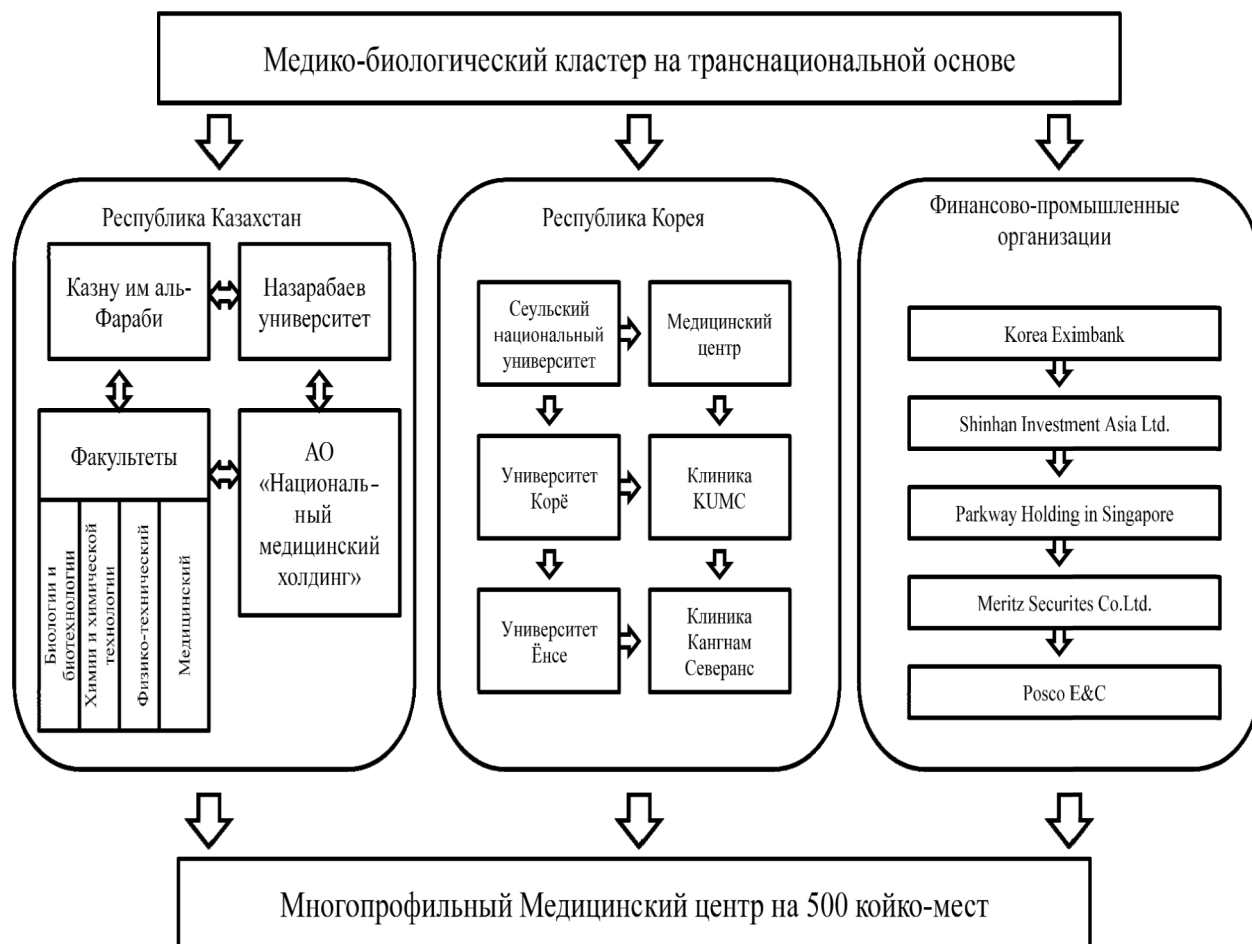 Медико-биологический кластер на транснациональной основе
Республика Казахстан
Казну им аль-
Фараби
Назарабаев
университет
Факультеты
АО
«Националь-
ный
медицинский
холдинг»
Биологии и
биотехнологии
Химии и химической
технологии
Физико-технический
Медицинский
Республика Корея
Сеульский
национальный
университет
Медицинский
центр
Университет
Корё
Клиника
KUMC
Университет
Ёнсе
Клиника
Кангнам
Северанс
Финансово-промышленные
организации
Korea Eximbank
Shinhan Investment Asia Ltd.
Parkway Holding in Singapore
Meritz Securites Co.Ltd.
Posco E&C
Многопрофильный Медицинский центр на 500 койко-мест